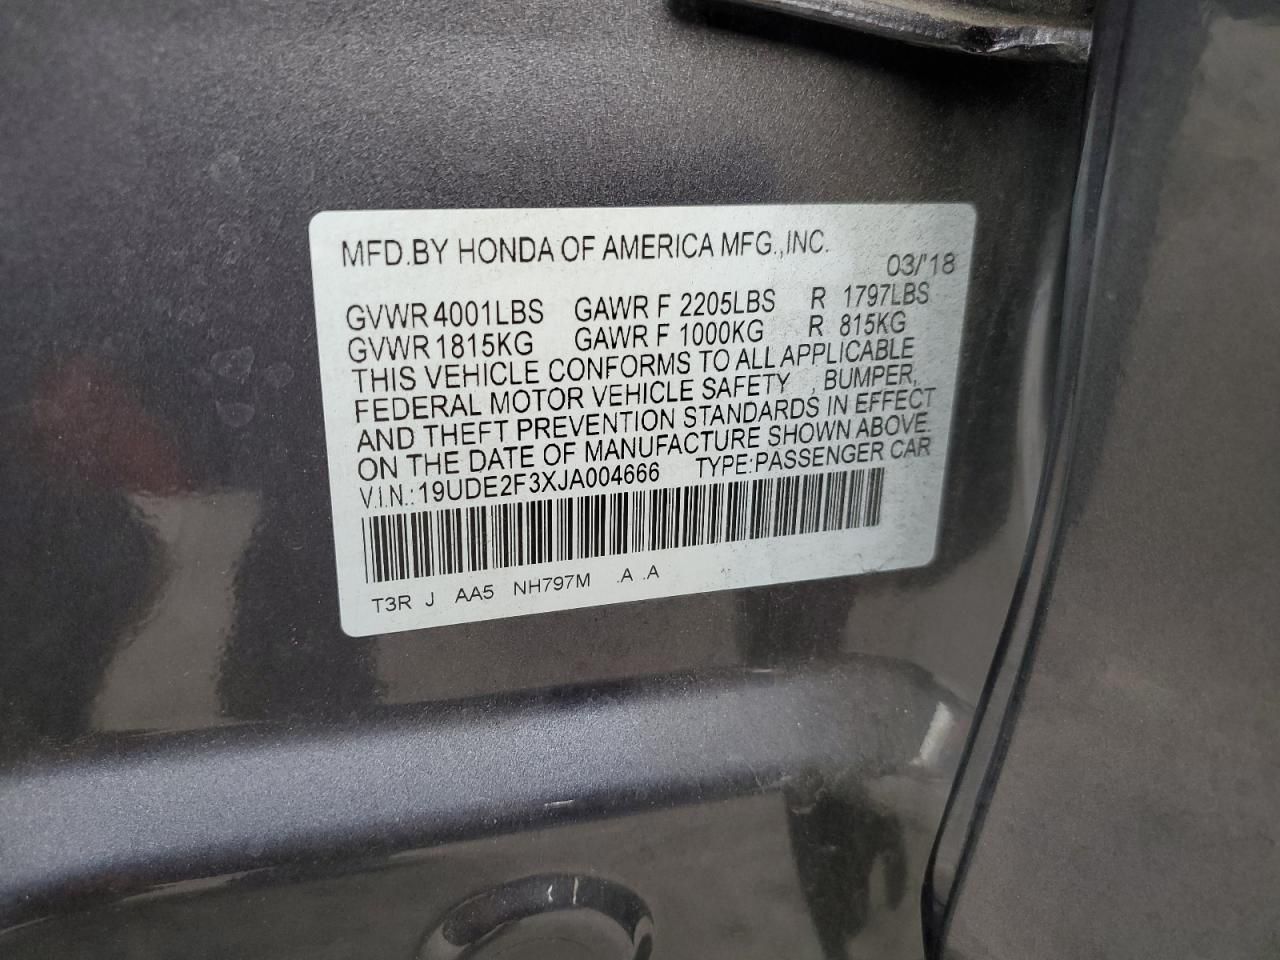 MFD.BY HONDA OF AMERICA MFG.,INC.
03/'18
GVWR 4001LBS GAWR F 2205LBS R 1797LBS
GVWR 1815KG GAWR F 1000KG R 815KG
THIS VEHICLE CONFORMS TO ALL APPLICABLE
FEDERAL MOTOR VEHICLE SAFETY , BUMPER,
AND THEFT PREVENTION STANDARDS IN EFFECT
ON THE DATE OF MANUFACTURE SHOWN ABOVE.
V.I.N.:19UDE2F3XJA004666 TYPE:PASSENGER CAR
T3R J AA5 NH797M .A .A